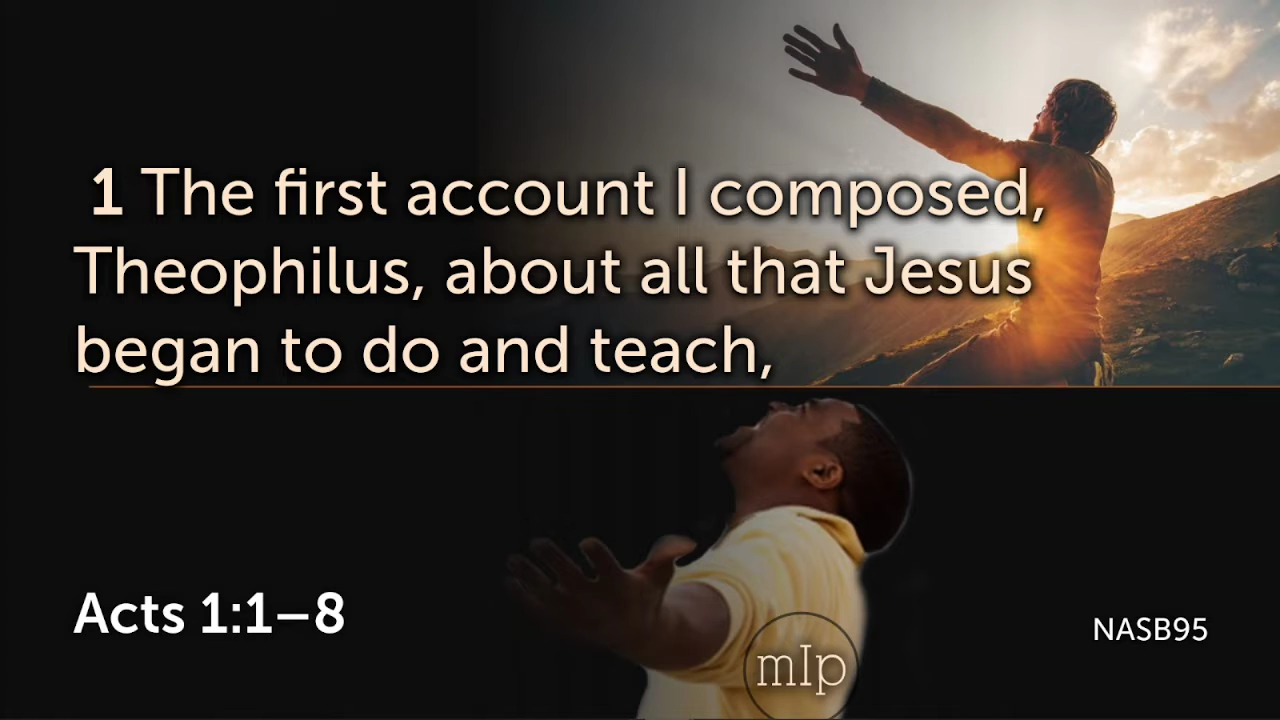 1 The first account I composed,
Theophilus, about all that Jesus
began to do and teach,
Acts 1:1–8
NASB95
mIp